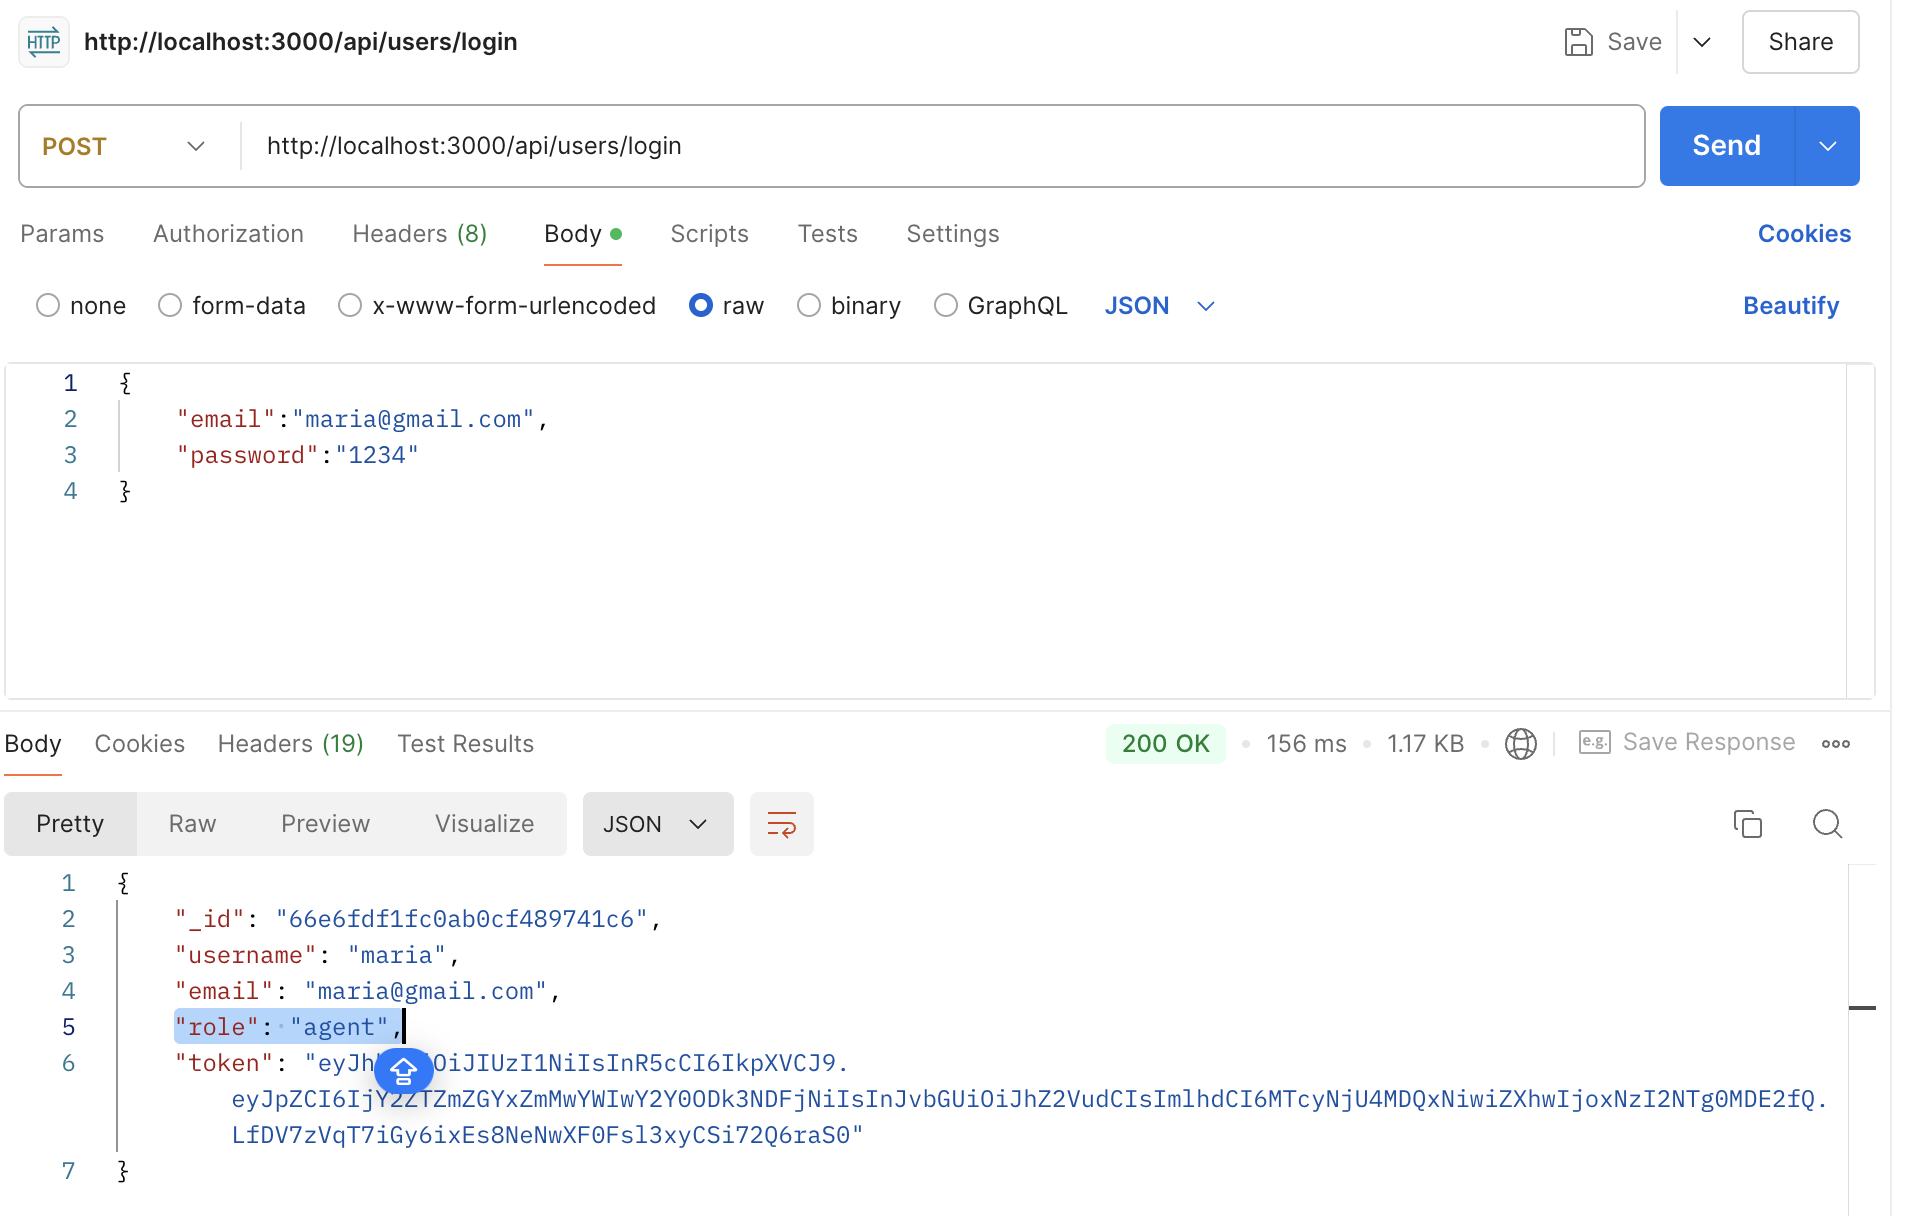 HTTP http://localhost:3000/api/users/login Save Share
POST http://localhost:3000/api/users/login Send
Params Authorization Headers (8) Body Scripts Tests Settings Cookies
none form-data x-www-form-urlencoded raw binary GraphQL JSON Beautify
1 {
2 "email":"maria@gmail.com",
3 "password":"1234"
4 }
Body Cookies Headers (19) Test Results 200 OK 156 ms 1.17 KB e.g. Save Response
Pretty Raw Preview Visualize JSON
1 {
2 "_id": "66e6fdf1fc0ab0cf489741c6",
3 "username": "maria",
4 "email": "maria@gmail.com",
5 "role": "agent",
6 "token":
eyJpZCI6IjY2ZTZmZGYxZmMwYWIwY2Y0ODk3NDFjNiIsInJvbGUiOiJhZ2VudCIsImlhdCI6MTcyNjU4MDQxNiwiZXhwIjoxNzI2NTg0MDE2fQ.
LfDV7zVqT7iGy6ixEs8NeNwXF0Fsl3xyCSi72Q6raS0"
7 }